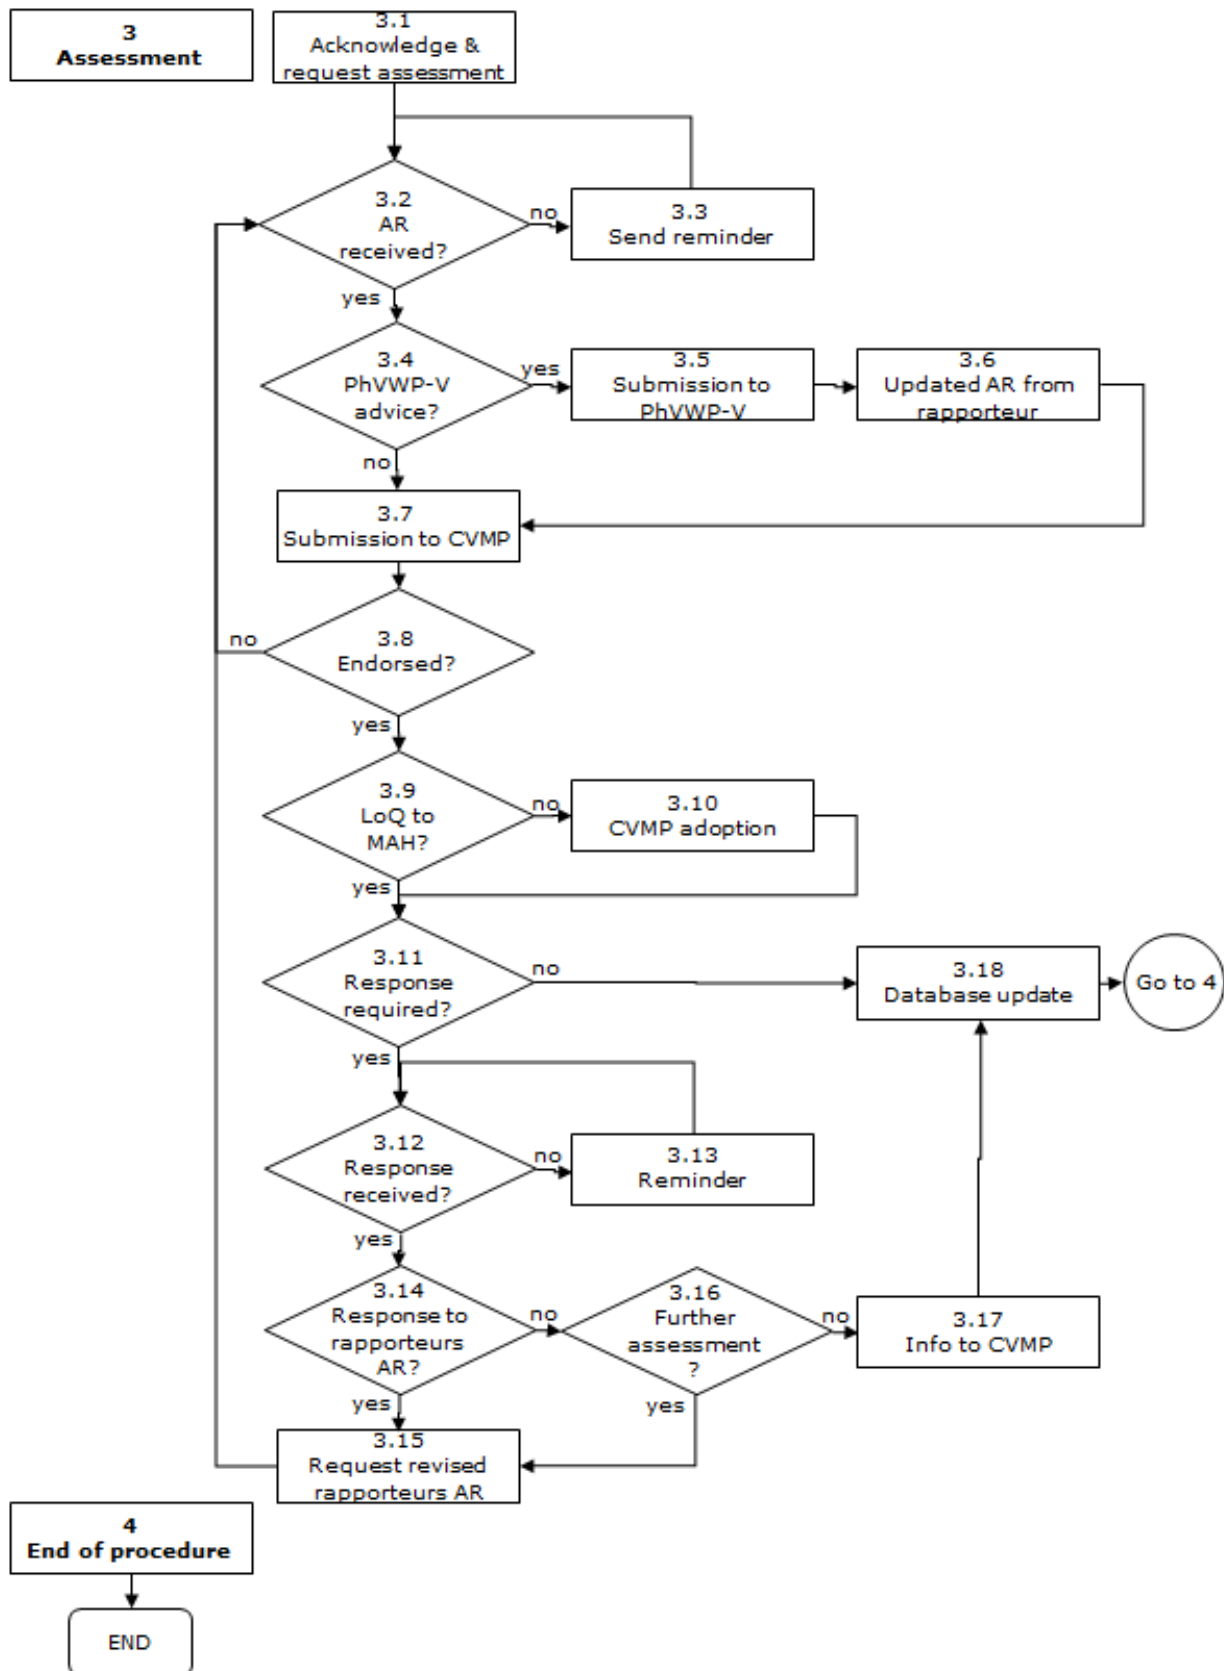 3
Assessment
3.1
Acknowledge &
request assessment
3.2
AR
received?
no
3.3
Send reminder
yes
3.4
PhVWP-V
advice?
yes
3.5
Submission to
PhVWP-V
3.6
Updated AR from
rapporteur
no
3.7
Submission to CVMP
3.8
Endorsed?
no
yes
3.9
LoQ to
MAH?
no
3.10
CVMP adoption
yes
3.11
Response
required?
no
3.18
Database update
Go to 4
yes
3.12
Response
received?
no
3.13
Reminder
yes
3.14
Response to
rapporteurs
AR?
no
3.16
Further
assessment
?
no
3.17
Info to CVMP
yes
yes
3.15
Request revised
rapporteurs AR
4
End of procedure
END